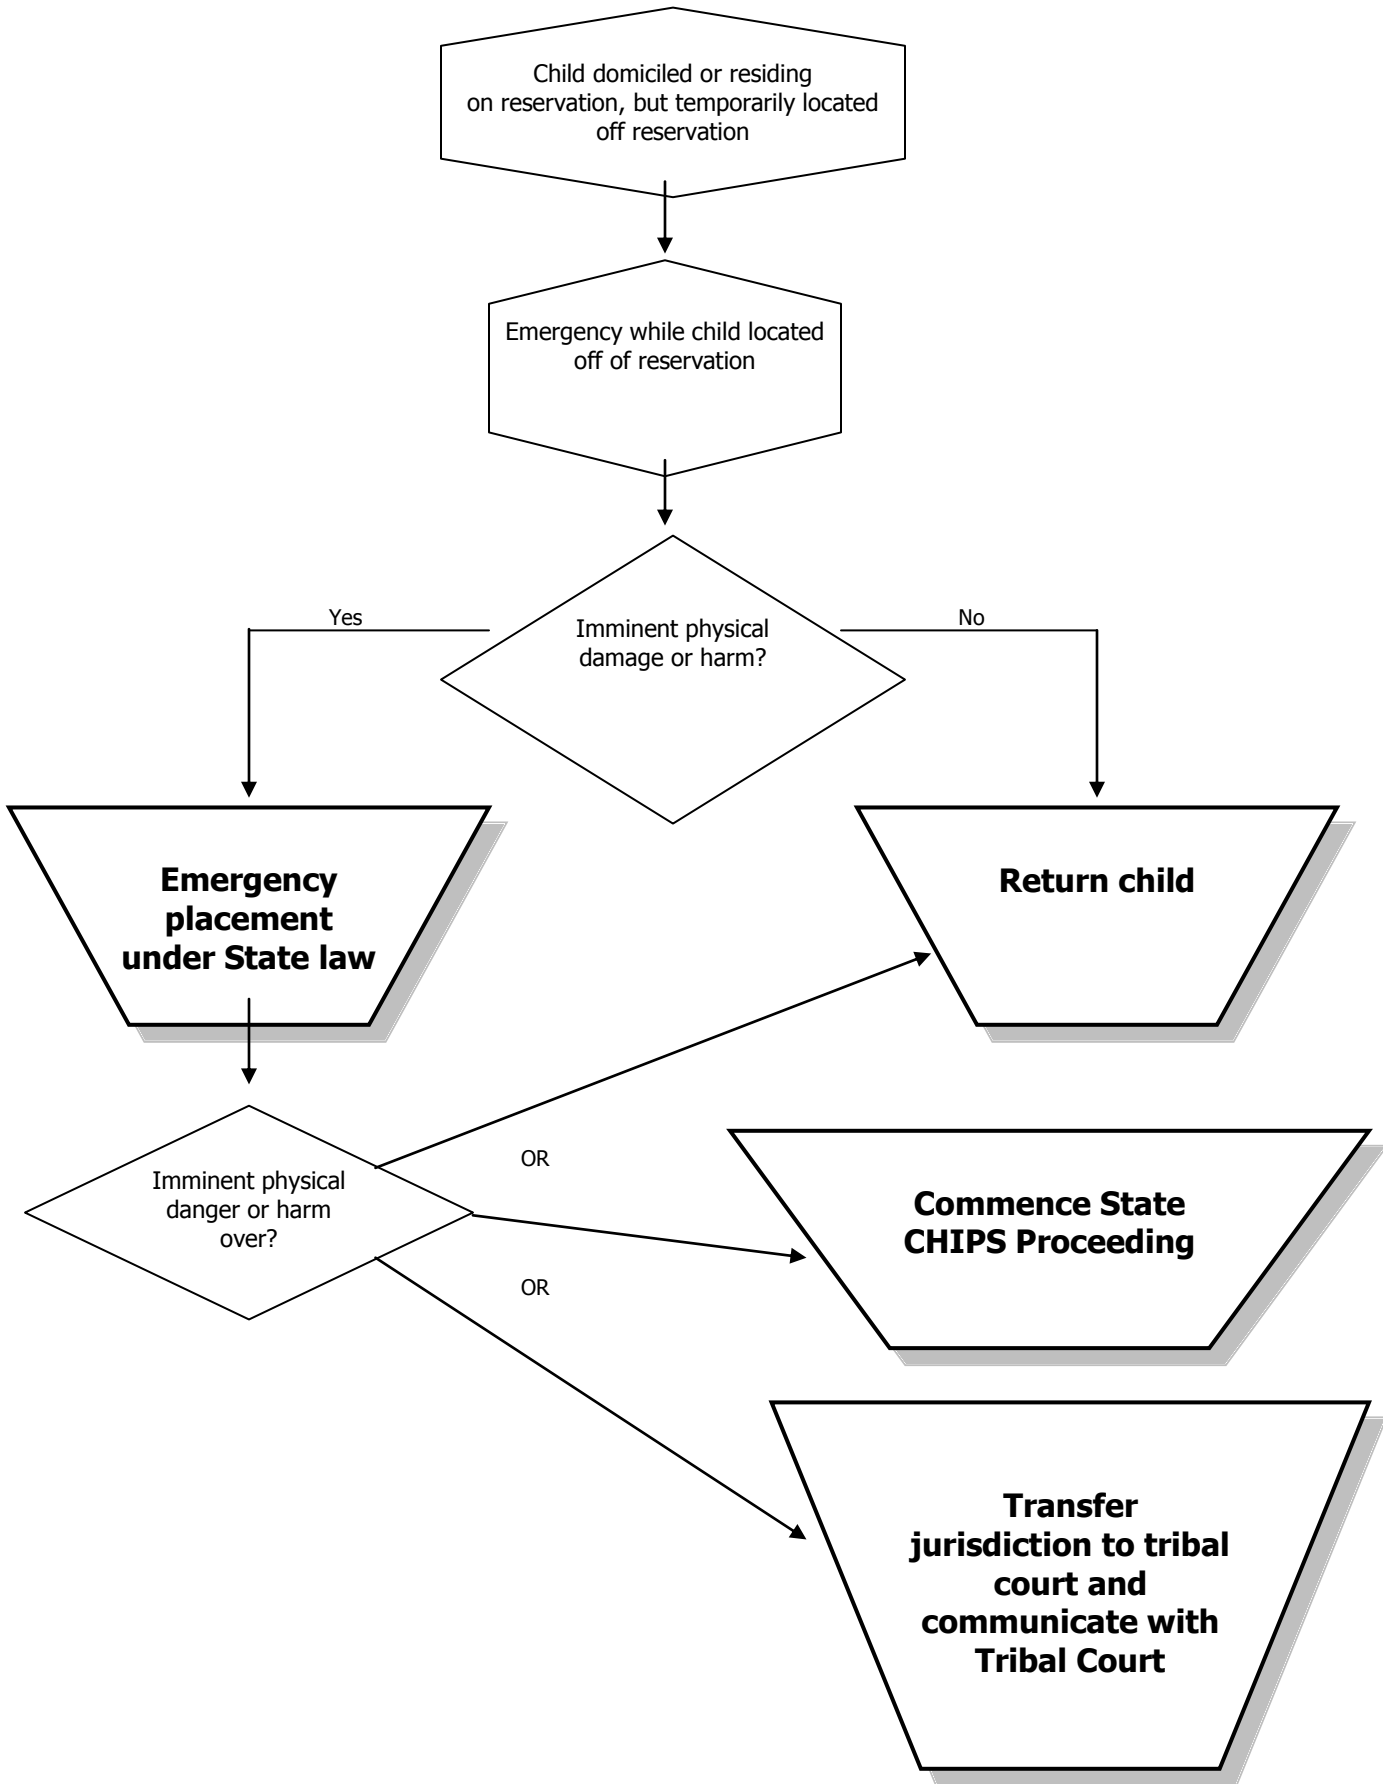 Child domiciled or residing
on reservation, but temporarily located
off reservation
Emergency while child located
off of reservation
Yes
No
Imminent physical
damage or harm?
Emergency
placement
under State law
Return child
Imminent physical
danger or harm
over?
OR
Commence State
CHIPS Proceeding
OR
Transfer
jurisdiction to tribal
court and
communicate with
Tribal Court